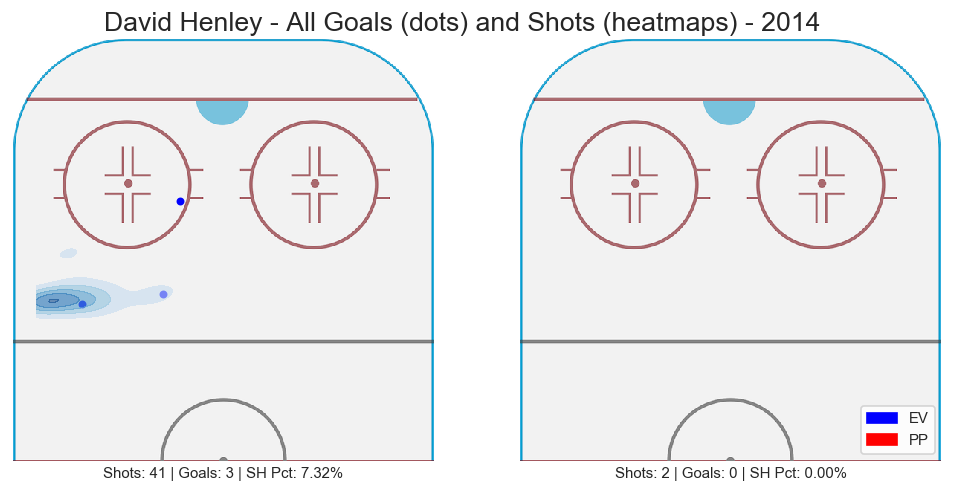 David Henley - All Goals (dots) and Shots (heatmaps) - 2014
EV
PP
Shots: 41 | Goals: 3 | SH Pct: 7.32%
Shots: 2 | Goals: 0 | SH Pct: 0.00%